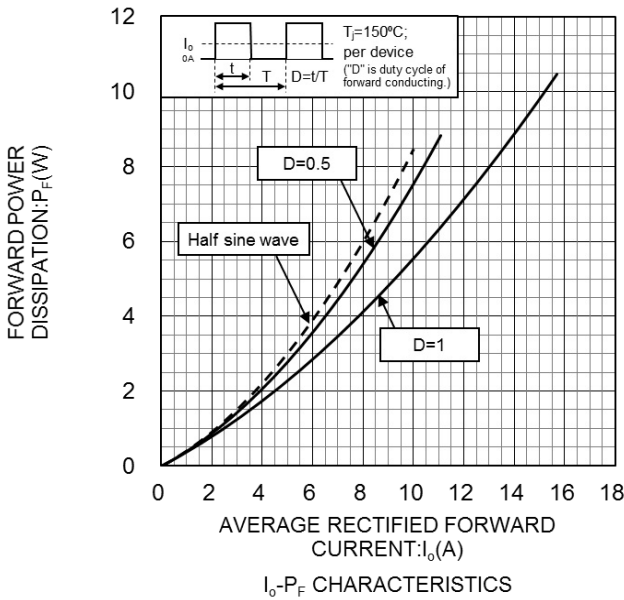 12
10
8
6
4
2
0
I₀
0A
t
T
D=t/T
Tj=150ºC;
per device
("D" is duty cycle of
forward conducting.)
D=0.5
Half sine wave
D=1
FORWARD POWER
DISSIPATION:PF(W)
0 2 4 6 8 10 12 14 16 18
AVERAGE RECTIFIED FORWARD
CURRENT:Io(A)
Io-PF CHARACTERISTICS